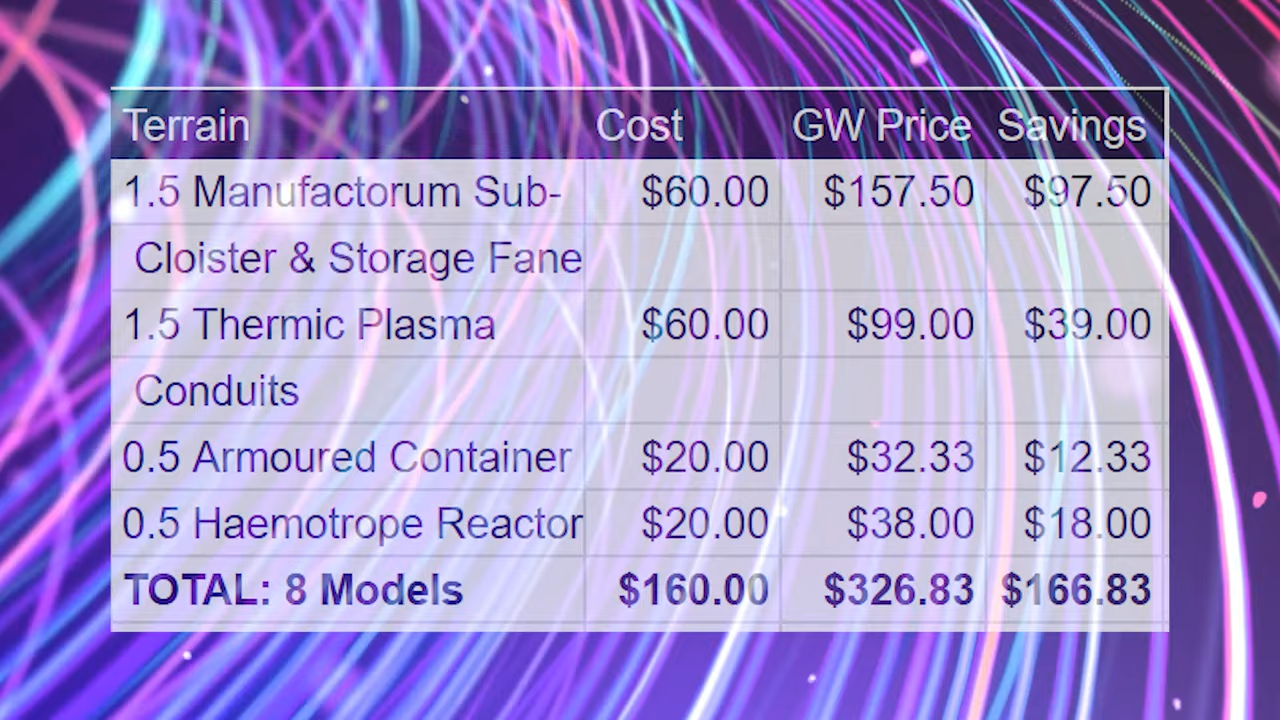 Terrain Cost GW Price Savings
1.5 Manufactorum Sub- $60.00 $157.50 $97.50
Cloister & Storage Fane
1.5 Thermic Plasma $60.00 $99.00 $39.00
Conduits
0.5 Armoured Container $20.00 $32.33 $12.33
0.5 Haemotrope Reactor $20.00 $38.00 $18.00
TOTAL: 8 Models $160.00 $326.83 $166.83